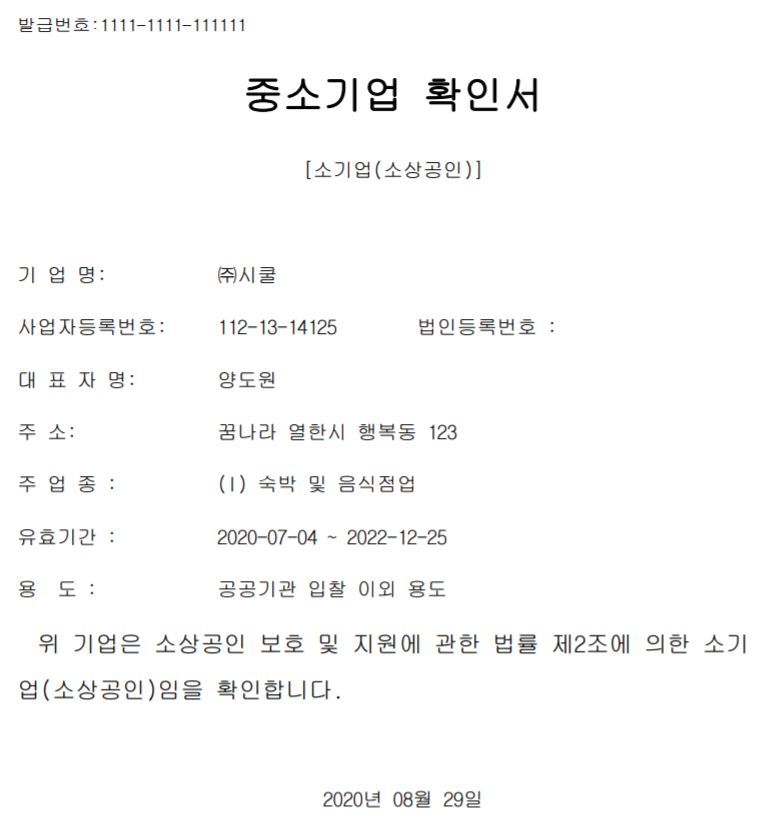 발급번호:1111-1111-111111
중소기업 확인서
[소기업(소상공인)]
기 업 명: ㈜시쿨
사업자등록번호: 112-13-14125 법인등록번호 :
대 표 자 명: 양도원
주 소: 꿈나라 열한시 행복동 123
주 업 종 : (I) 숙박 및 음식점업
유효기간 : 2020-07-04 ~ 2022-12-25
용 도 : 공공기관 입찰 이외 용도
위 기업은 소상공인 보호 및 지원에 관한 법률 제2조에 의한 소기
업(소상공인)임을 확인합니다.
2020년 08월 29일